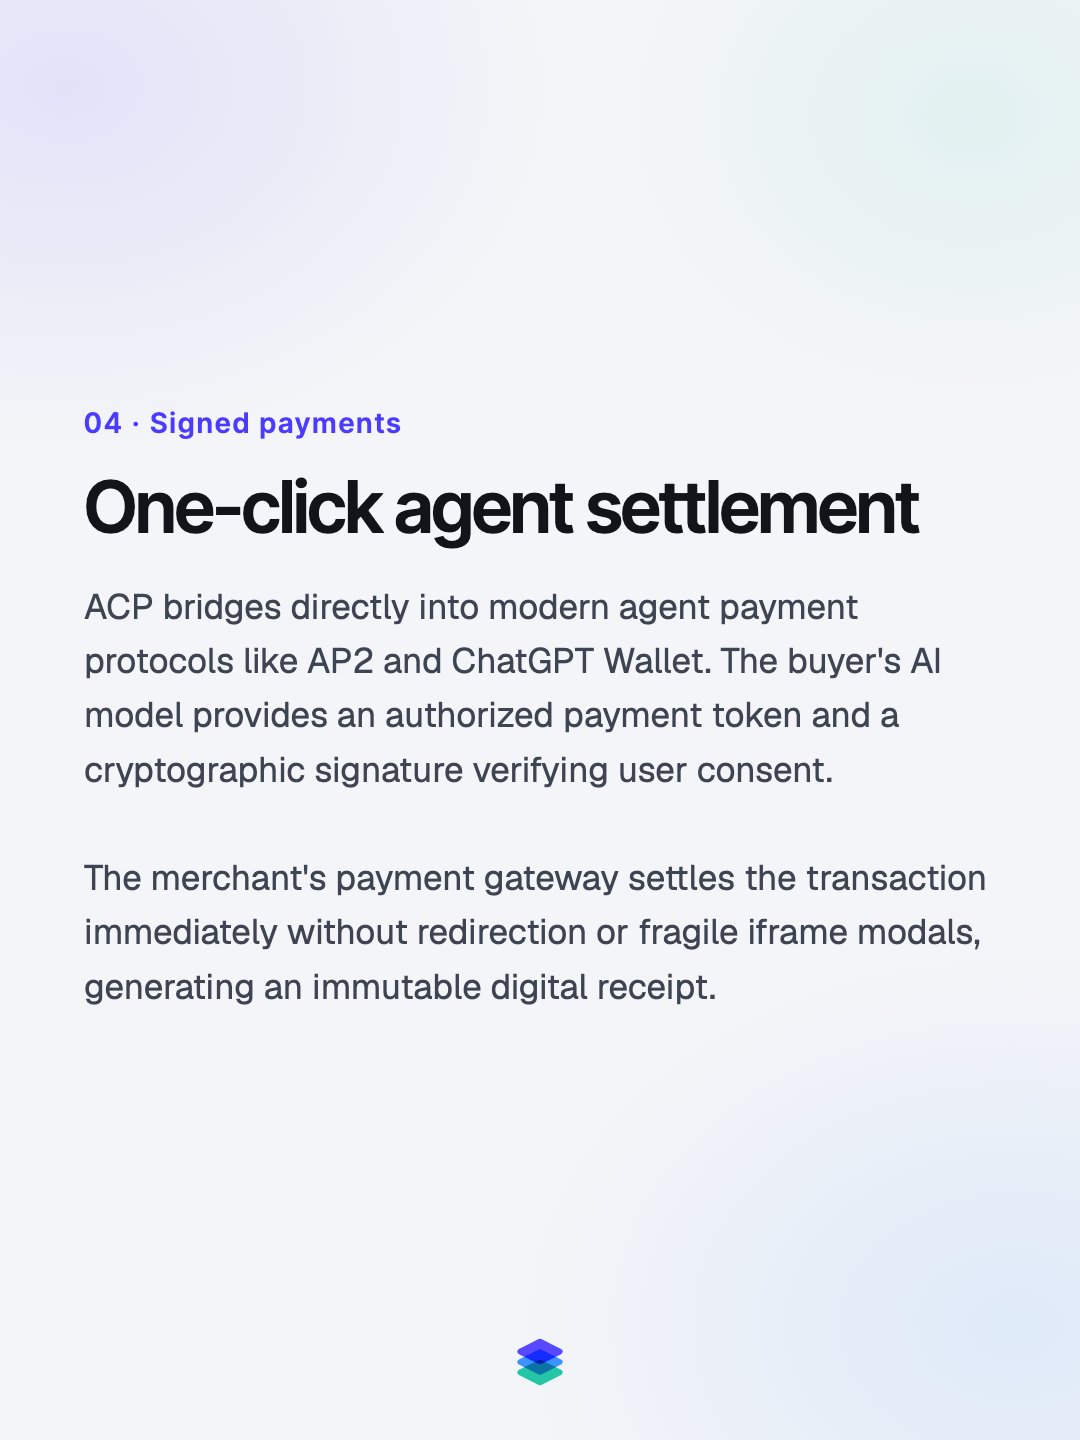 04 · Signed payments
One-click agent settlement
ACP bridges directly into modern agent payment
protocols like AP2 and ChatGPT Wallet. The buyer's AI
model provides an authorized payment token and a
cryptographic signature verifying user consent.
The merchant's payment gateway settles the transaction
immediately without redirection or fragile iframe modals,
generating an immutable digital receipt.